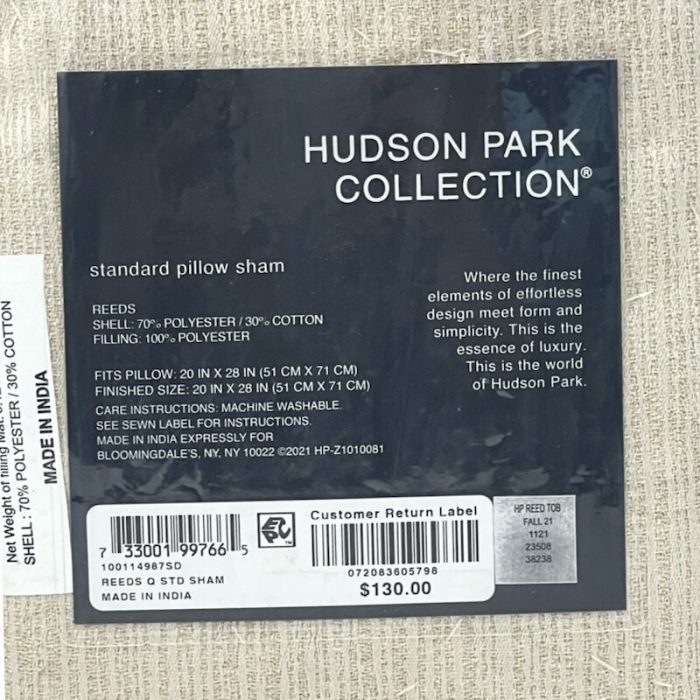 HUDSON PARK
COLLECTION®
standard pillow sham
REEDS
SHELL: 70% POLYESTER / 30% COTTON
FILLING: 100% POLYESTER
FITS PILLOW: 20 IN X 28 IN (51 CM X 71 CM)
FINISHED SIZE: 20 IN X 28 IN (51 CM X 71 CM)
CARE INSTRUCTIONS: MACHINE WASHABLE.
SEE SEWN LABEL FOR INSTRUCTIONS.
MADE IN INDIA EXPRESSLY FOR
BLOOMINGDALE'S, NY, NY 10022 ©2021 HP-Z1010081
Where the finest
elements of effortless
design meet form and
simplicity. This is the
essence of luxury.
This is the world
of Hudson Park.
7 33001 99766 5
100114987SD
REEDS Q STD SHAM
MADE IN INDIA
EPC
TM
Customer Return Label
072083605798
$130.00
HP REED TOB
FALL 21
1121
23508
38238
Net Weight of filling Mat.
SHELL : 70% POLYESTER / 30% COTTON
MADE IN INDIA